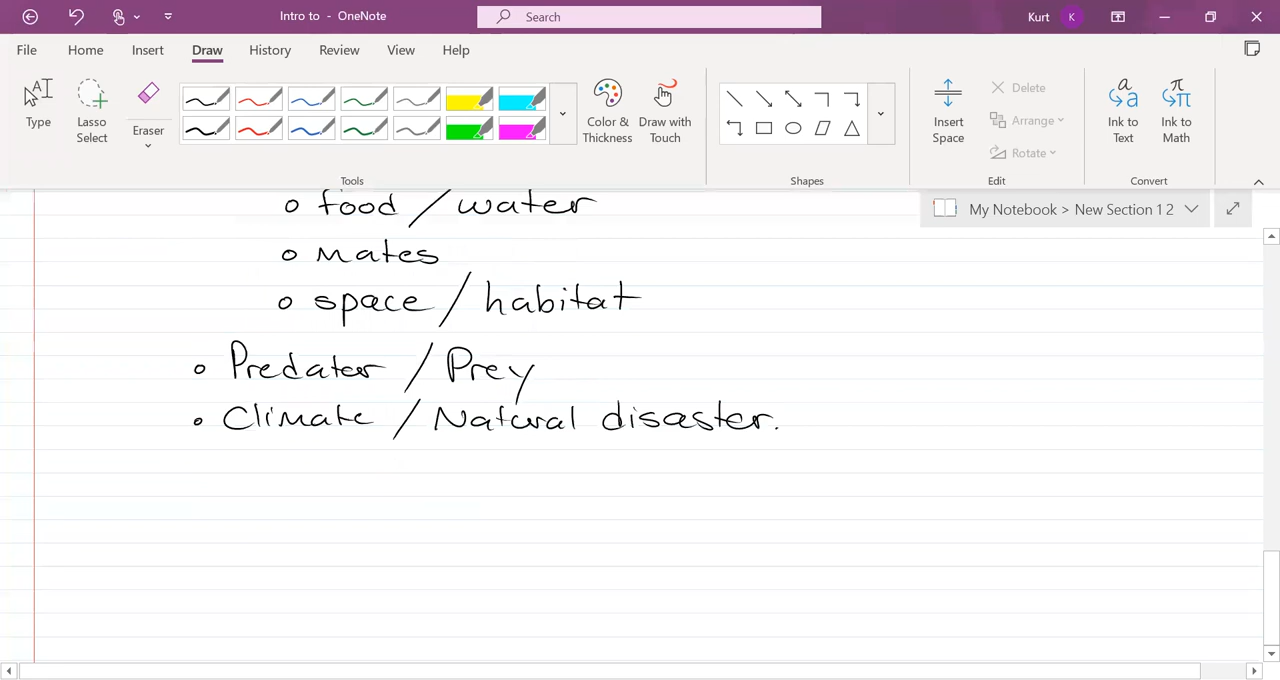 Intro to - OneNote
Search
Kurt K
File Home Insert Draw History Review View Help
Type
Lasso Select
Eraser
Color & Thickness
Draw with Touch
Insert Space
Delete
Arrange
Rotate
Ink to Text
Ink to Math
Tools Shapes Edit Convert
My Notebook > New Section 1 2
o food / water
o mates
o space / habitat
• Predator / Prey
• Climate / Natural disaster.